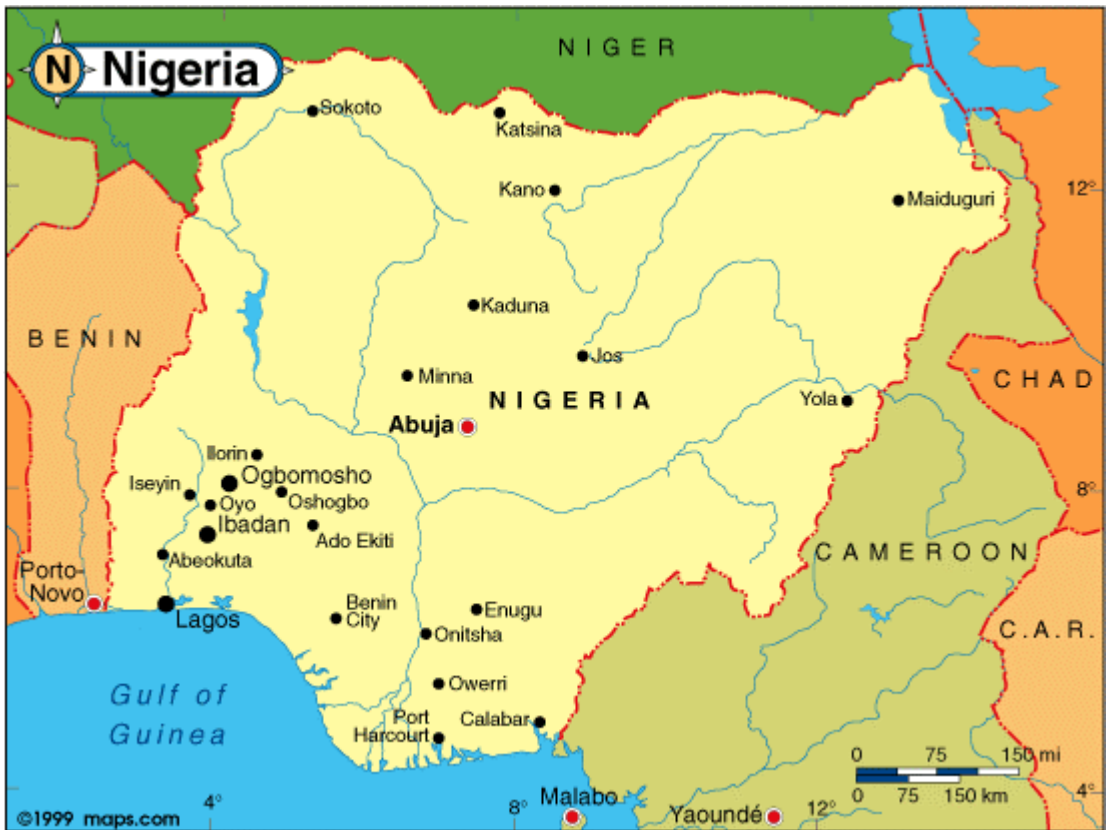 N Nigeria
NIGER
Sokoto
Katsina
Kano
12°
Maiduguri
Kaduna
BENIN
Jos
CHAD
Minna
NIGERIA
Yola
Abuja
Ilorin
Ogbomosho
Iseyin
Oshogbo
Oyo
8°
Ibadan
Ado Ekiti
Abeokuta
CAMEROON
Porto-
Novo
Lagos
Benin
City
Enugu
Onitsha
C.A.R.
Owerri
Gulf of
Guinea
Port
Harcourt
Calabar
0 75 150 mi
0 75 150 km
4°
8°
Malabo
Yaoundé
12°
4°
©1999 maps.com